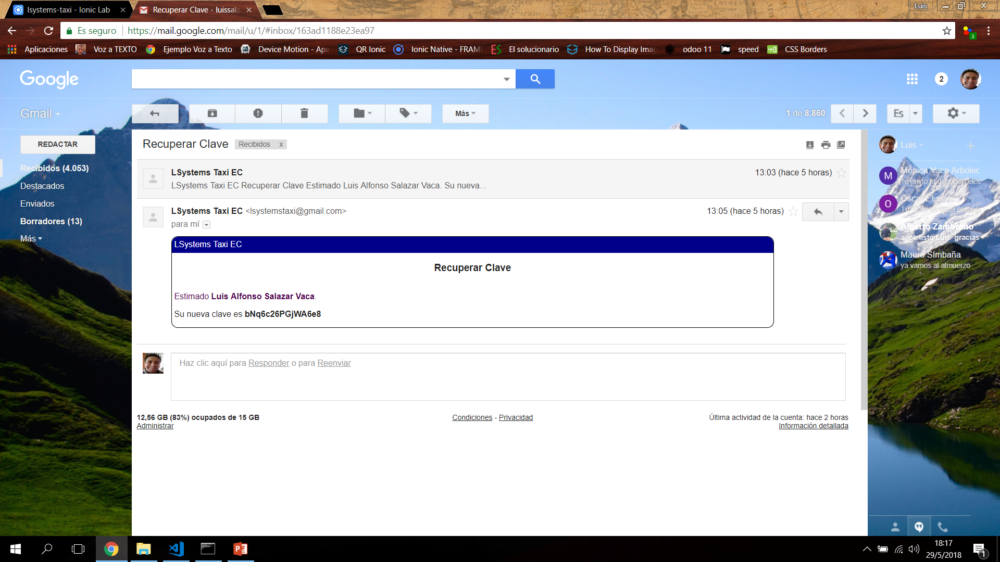 lsystems-taxi - Ionic Lab
Recuperar Clave - luissala
Luis
Es seguro
https://mail.google.com/mail/u/1/#inbox/163ad1188e23ea97
3
Aplicaciones
Voz a TEXTO
Ejemplo Voz a Texto
Device Motion - Apa
QR Ionic
Ionic Native - FRAM
El solucionario
How To Display Imag
odoo 11
speed
CSS Borders
Google
2
Gmail
Más
1 de 8.860
Es
REDACTAR
Recibidos (4.053)
Destacados
Enviados
Borradores (13)
Más
Recuperar Clave
Recibidos x
LSystems Taxi EC
13:03 (hace 5 horas)
LSystems Taxi EC Recuperar Clave Estimado Luis Alfonso Salazar Vaca. Su nueva...
LSystems Taxi EC <lsystemstaxi@gmail.com>
13:05 (hace 5 horas)
para mí
LSystems Taxi EC
Recuperar Clave
Estimado Luis Alfonso Salazar Vaca.
Su nueva clave es bNq6c26PGjWA6e8
Haz clic aquí para Responder o para Reenviar
12,56 GB (83%) ocupados de 15 GB
Administrar
Condiciones - Privacidad
Última actividad de la cuenta: hace 2 horas
Información detallada
Luis
M
Mónica Vaca Arbolec
Te envío la dirección elec
O
Oscar Elias
Alberto Zambrano
a ok listo Luis gracias
Mauro SImbaña
ya vamos al almuerzo
18:17
29/5/2018
1